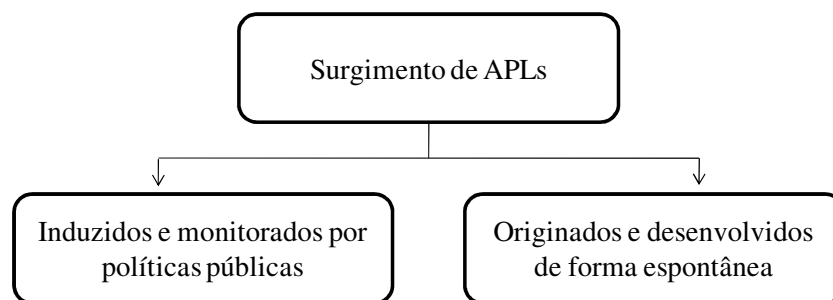 Surgimento de APLs
Induzidos e monitorados por
políticas públicas
Originados e desenvolvidos
de forma espontânea